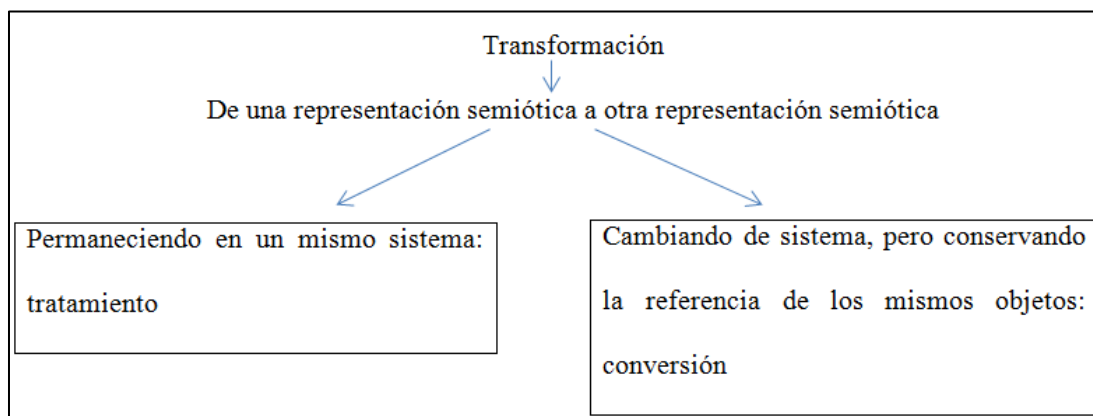 Transformación
De una representación semiótica a otra representación semiótica
Permaneciendo en un mismo sistema:
tratamiento
Cambiando de sistema, pero conservando
la referencia de los mismos objetos:
conversión